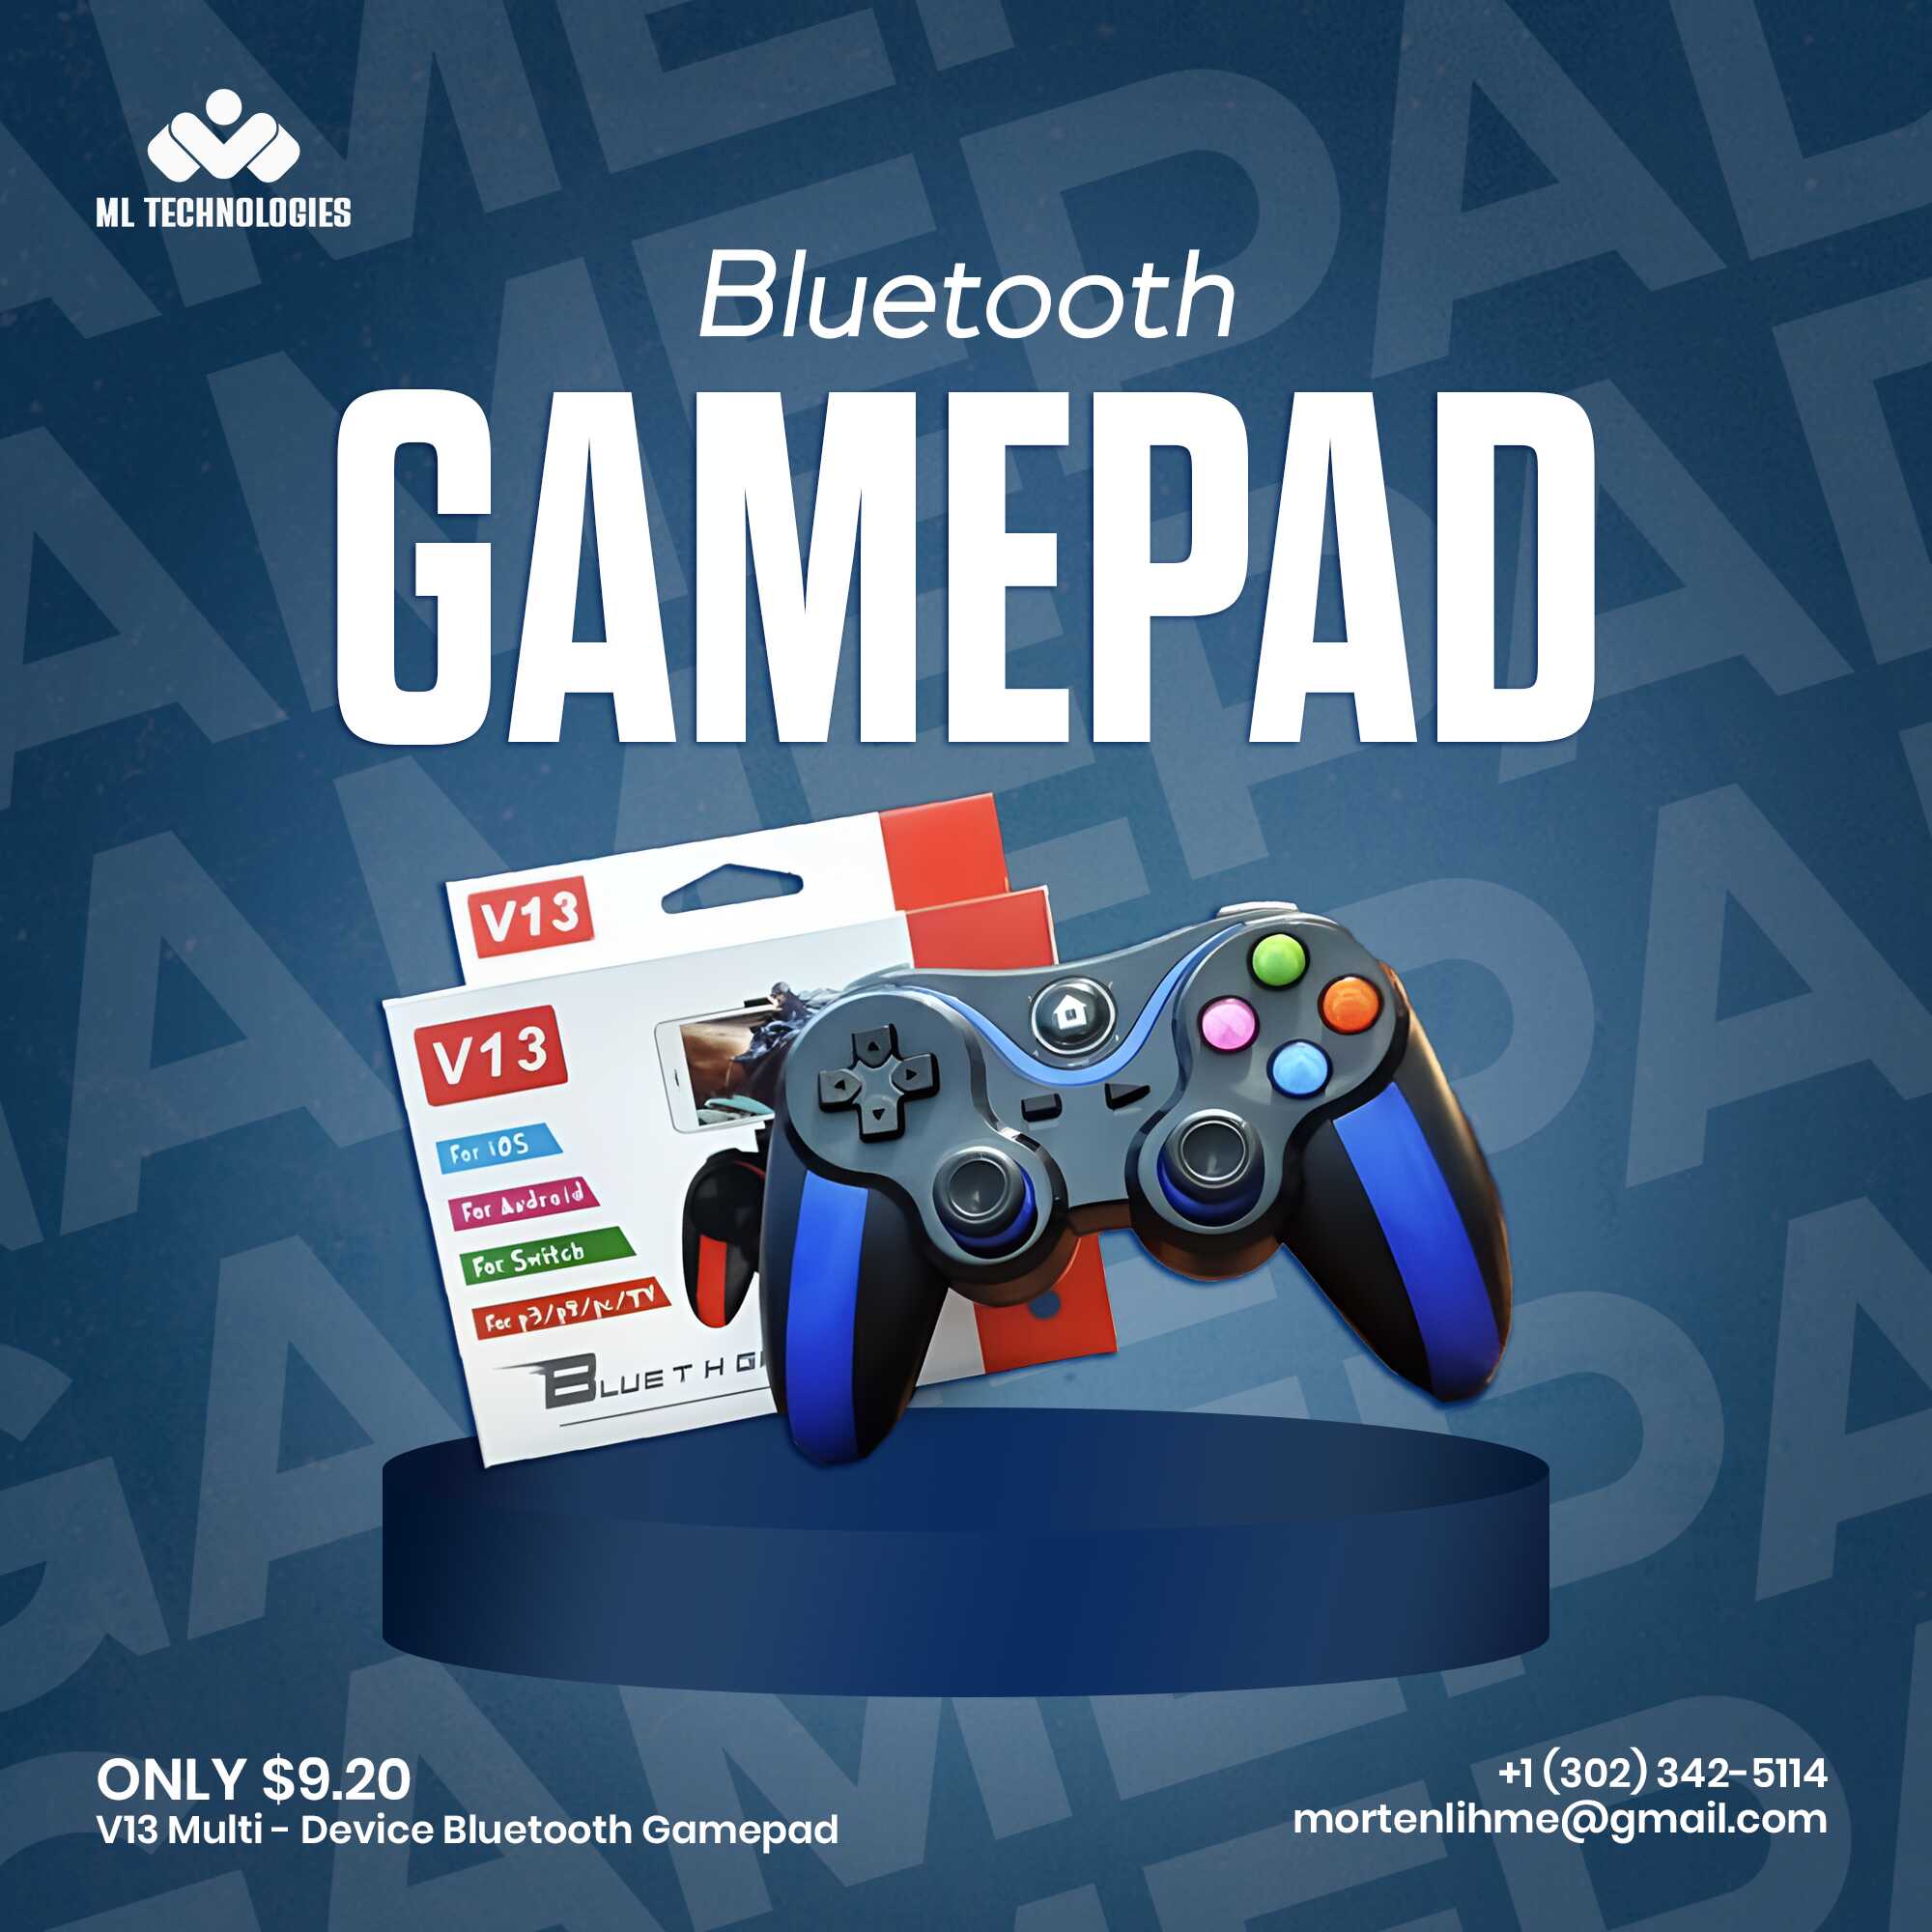 ML TECHNOLOGIES
Bluetooth
GAMEPAD
V13
V13
For iOS
For Android
For Switch
ONLY $9.20
V13 Multi - Device Bluetooth Gamepad
+1 (302) 342-5114
mortenlihme@gmail.com